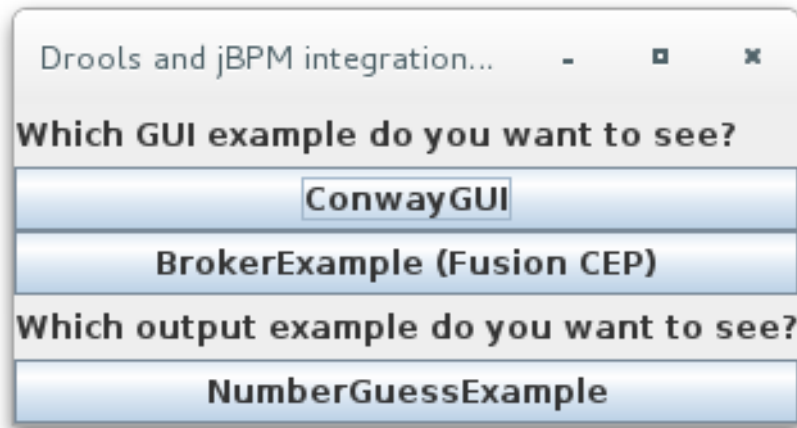 Drools and jBPM integration...
Which GUI example do you want to see?
ConwayGUI
BrokerExample (Fusion CEP)
Which output example do you want to see?
NumberGuessExample